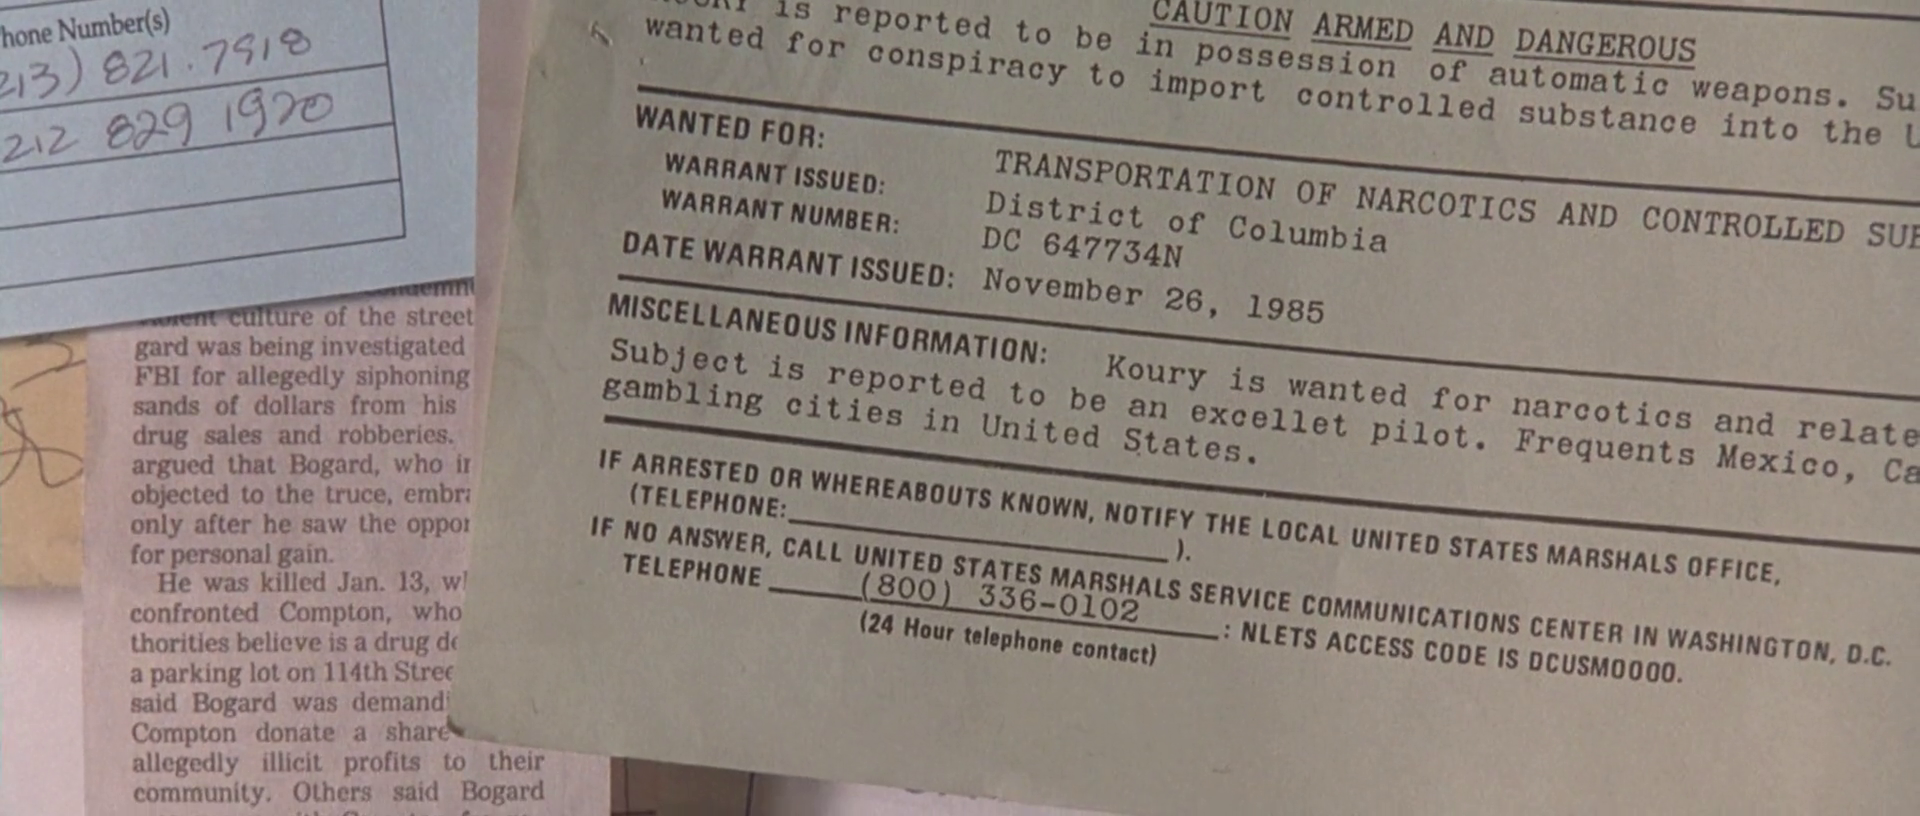 hone Number(s)
213) 821.7918
212 829 1920
culture of the street
gard was being investigated
FBI for allegedly siphoning
sands of dollars from his
drug sales and robberies.
argued that Bogard, who
objected to the truce,
only after he saw the
for personal gain.
He was killed Jan. 13,
confronted Compton, who
thorities believe is a drug
a parking lot on 114th
said Bogard was
Compton donate a share
allegedly illicit profits to their
community. Others said Bogard
CAUTION ARMED AND DANGEROUS
is reported to be in possession of automatic weapons. Su
wanted for conspiracy to import controlled substance into the U
WANTED FOR:
TRANSPORTATION OF NARCOTICS AND CONTROLLED SUB
WARRANT ISSUED: District of Columbia
WARRANT NUMBER: DC 647734N
DATE WARRANT ISSUED: November 26, 1985
MISCELLANEOUS INFORMATION: Koury is wanted for narcotics and relate
Subject is reported to be an excellet pilot. Frequents Mexico, Ca
gambling cities in United States.
IF ARRESTED OR WHEREABOUTS KNOWN, NOTIFY THE LOCAL UNITED STATES MARSHALS OFFICE,
(TELEPHONE: ).
IF NO ANSWER, CALL UNITED STATES MARSHALS SERVICE COMMUNICATIONS CENTER IN WASHINGTON, D.C.
TELEPHONE (800) 336-0102 : NLETS ACCESS CODE IS DCUSM0000.
(24 Hour telephone contact)